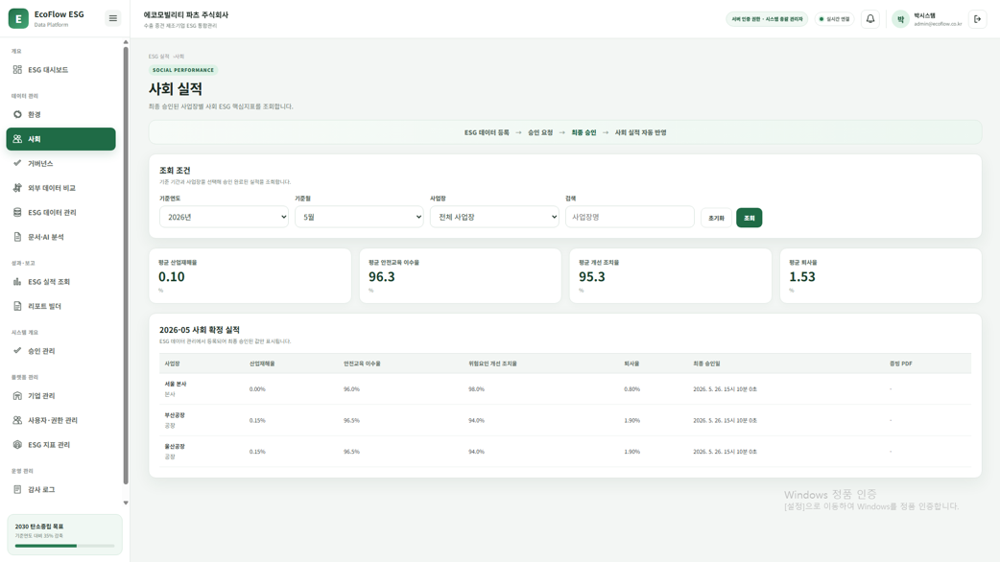 E
EcoFlow ESG
Data Platform
에코모빌리티 파츠 주식회사
수출 중견 제조기업 ESG 통합관리
서버 인증 권한 · 시스템 총괄 관리자
실시간 연결
박
박시스템
admin@ecoflow.co.kr
개요
ESG 대시보드
데이터 관리
환경
사회
거버넌스
외부 데이터 비교
ESG 데이터 관리
문서·AI 분석
성과·보고
ESG 실적 조회
리포트 빌더
시스템 개요
승인 관리
플랫폼 관리
기업 관리
사용자·권한 관리
ESG 지표 관리
운영 관리
감사 로그
2030 탄소중립 목표
기준연도 대비 35% 감축
ESG 실적 › 사회
SOCIAL PERFORMANCE
사회 실적
최종 승인된 사업장별 사회 ESG 핵심지표를 조회합니다.
ESG 데이터 등록 → 승인 요청 → 최종 승인 → 사회 실적 자동 반영
조회 조건
기준 기간과 사업장을 선택해 승인 완료된 실적을 조회합니다.
기준연도 기준월 사업장 검색
2026년 5월 전체 사업장 사업장명 초기화 조회
평균 산업재해율 평균 안전교육 이수율 평균 개선 조치율 평균 퇴사율
0.10 96.3 95.3 1.53
% % % %
2026-05 사회 확정 실적
ESG 데이터 관리에서 등록되어 최종 승인된 값만 표시됩니다.
사업장 산업재해율 안전교육 이수율 위험요인 개선 조치율 퇴사율 최종 승인일 증빙 PDF
서울 본사
본사
0.00% 96.0% 98.0% 0.80% 2026. 5. 26. 15시 10분 0초 -
부산공장
공장
0.15% 96.5% 94.0% 1.90% 2026. 5. 26. 15시 10분 0초 -
울산공장
공장
0.15% 96.5% 94.0% 1.90% 2026. 5. 26. 15시 10분 0초 -
Windows 정품 인증
[설정]으로 이동하여 Windows를 정품 인증합니다.